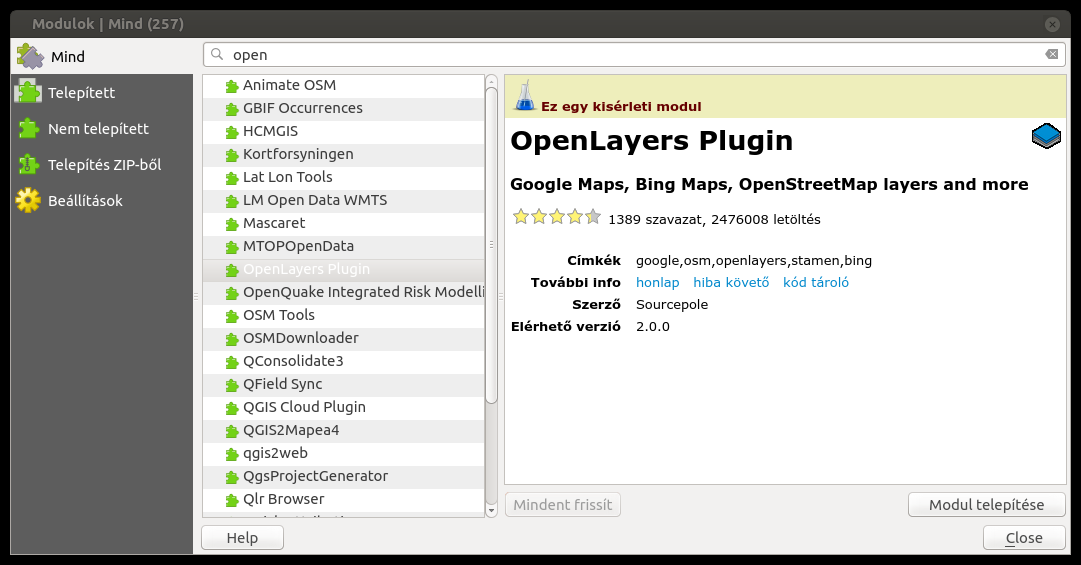 Modulok | Mind (257)
Mind
Telepített
Nem telepített
Telepítés ZIP-ből
Beállítások
open
Animate OSM
GBIF Occurrences
HCMGIS
Kortforsyningen
Lat Lon Tools
LM Open Data WMTS
Mascaret
MTOPOpenData
OpenLayers Plugin
OpenQuake Integrated Risk Modelli
OSM Tools
OSMDownloader
QConsolidate3
QField Sync
QGIS Cloud Plugin
QGIS2Mapea4
qgis2web
QgsProjectGenerator
Qlr Browser
Ez egy kisérleti modul
OpenLayers Plugin
Google Maps, Bing Maps, OpenStreetMap layers and more
1389 szavazat, 2476008 letöltés
Címkék google,osm,openlayers,stamen,bing
További info honlap hiba követő kód tároló
Szerző Sourcepole
Elérhető verzió 2.0.0
Mindent frissít
Modul telepítése
Help
Close